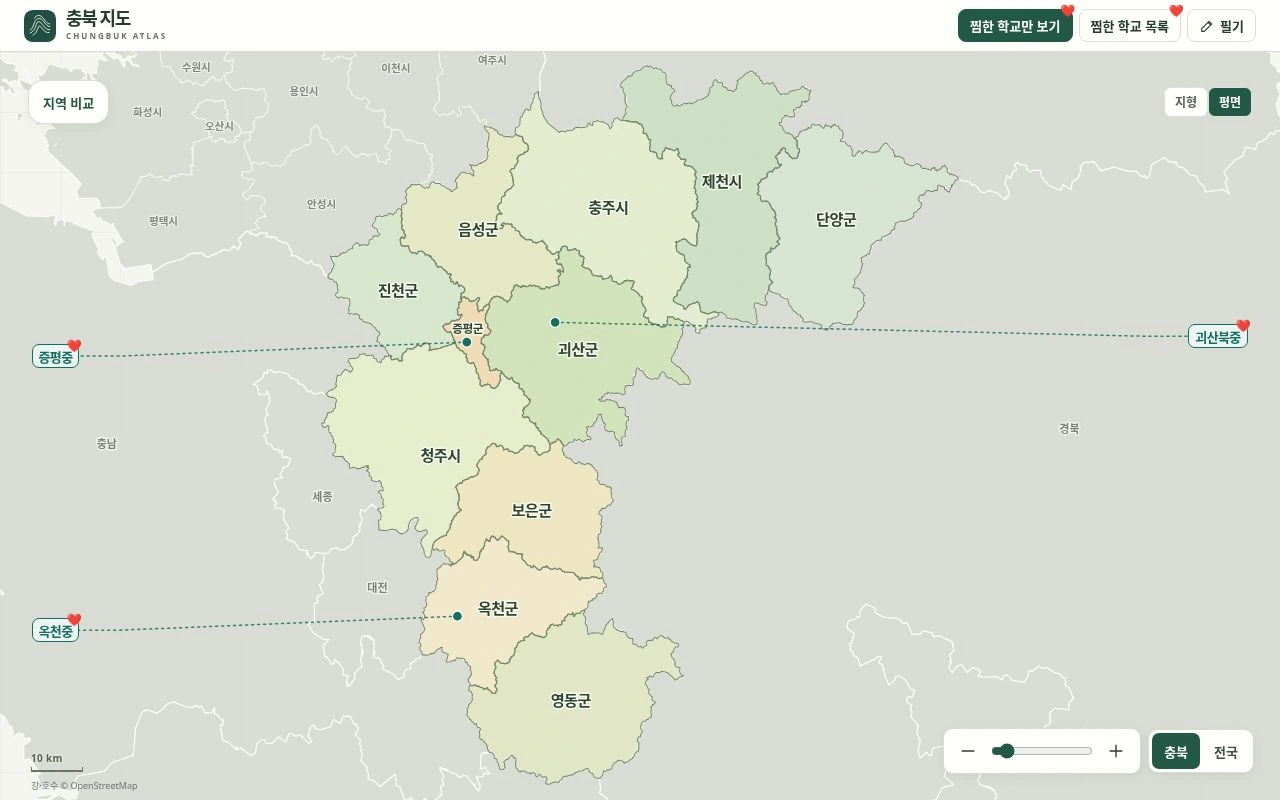 충북 지도
CHUNGBUK ATLAS
찜한 학교만 보기
찜한 학교 목록
필기
지역 비교
지형
평면
수원시
이천시
여주시
용인시
화성시
오산시
안성시
평택시
제천시
충주시
단양군
음성군
진천군
증평군
괴산군
증평중
괴산북중
충남
경북
청주시
세종
보은군
대전
옥천군
옥천중
영동군
10 km
강·호수 © OpenStreetMap
충북
전국